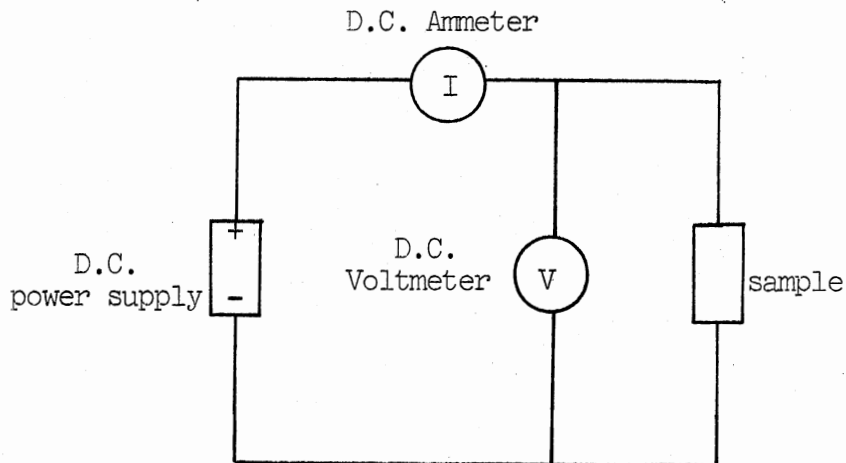 D.C. Ammeter
I
+
D.C.
power supply
-
D.C.
Voltmeter
V
sample